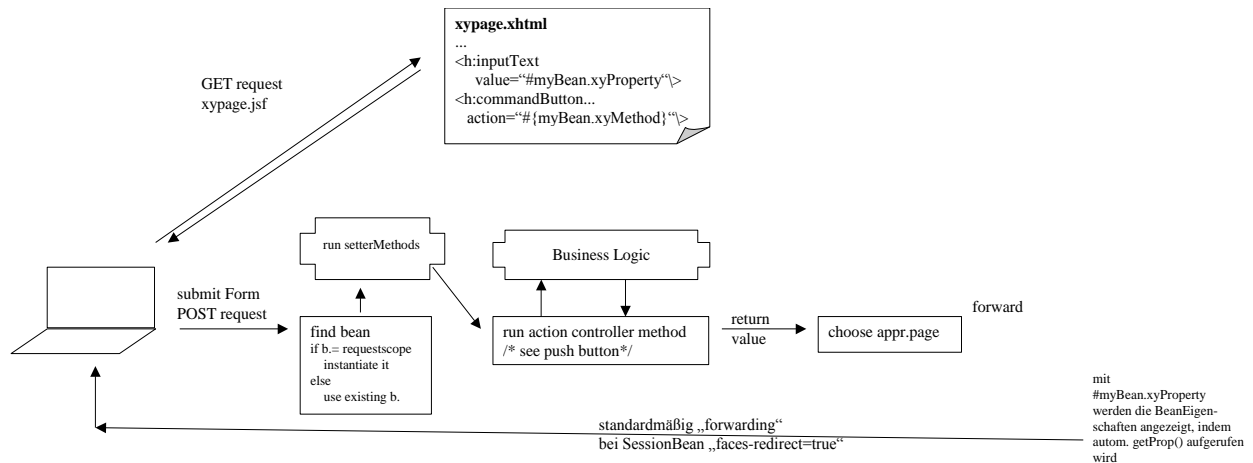 xypage.xhtml
...
<h:inputText
value=“#myBean.xyProperty“\>
<h:commandButton...
action=“#{myBean.xyMethod}“\>
GET request
xypage.jsf
run setterMethods
Business Logic
submit Form
POST request
find bean
if b.= requestscope
instantiate it
else
use existing b.
run action controller method
/* see push button*/
return
value
choose appr.page
forward
mit
#myBean.xyProperty
werden die BeanEigen-
schaften angezeigt, indem
autom. getProp() aufgerufen
wird
standardmäßig „forwarding“
bei SessionBean „faces-redirect=true“